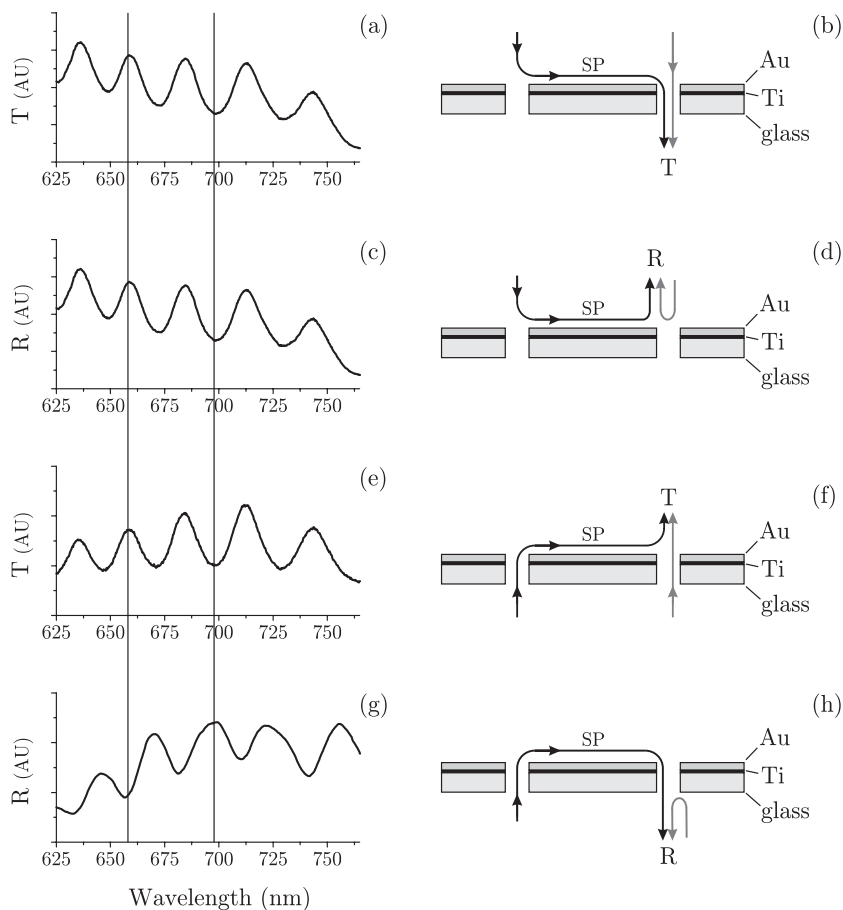 (a)
T (AU)
625 650 675 700 725 750
(b)
SP
Au
Ti
glass
T
(c)
R (AU)
625 650 675 700 725 750
(d)
R
SP
Au
Ti
glass
(e)
T (AU)
625 650 675 700 725 750
(f)
T
SP
Au
Ti
glass
(g)
R (AU)
625 650 675 700 725 750
Wavelength (nm)
(h)
SP
Au
Ti
glass
R